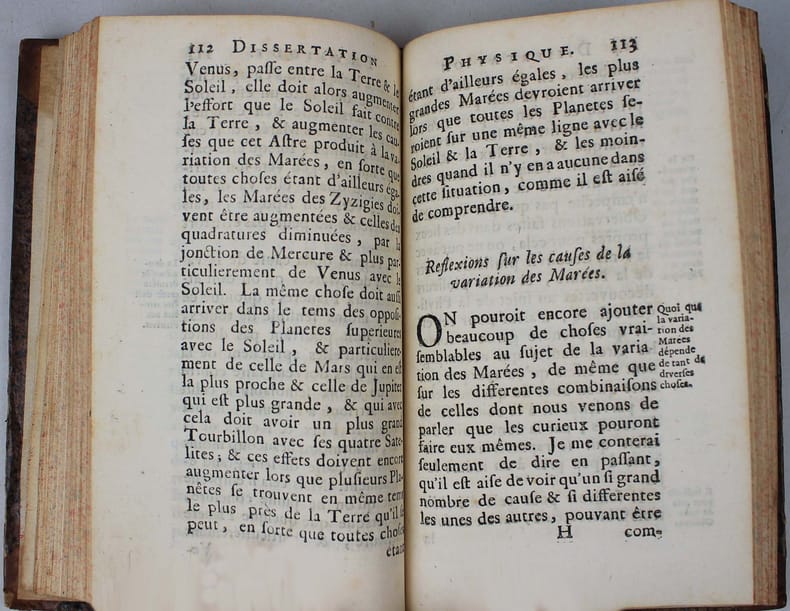 112 DISSERTATION
Venus, paſſe entre la Terre & le
Soleil, elle doit alors augmenter
l'effort que le Soleil fait contre
la Terre, & augmenter les cau-
ſes que cet Aſtre produit à la va-
riation des Marées, en ſorte que
toutes choſes étant d'ailleurs éga-
les, les Marées des Zyzigies doi-
vent être augmentées & celles des
quadratures diminuées, par la
jonction de Mercure & plus par-
ticulierement de Venus avec le
Soleil. La même choſe doit auſſi
arriver dans le tems des oppoſi-
tions des Planetes ſuperieures
avec le Soleil, & particuliere-
ment de celle de Mars qui en eſt
la plus proche & celle de Jupiter
qui eſt plus grande, & qui avec
cela doit avoir un plus grand
Tourbillon avec ſes quatre Sate-
lites; & ces effets doivent encore
augmenter lors que pluſieurs Pla-
nêtes ſe trouvent en même tems
le plus près de la Terre qu'il ſe
peut, en ſorte que toutes choſes
étant
PHYSIQUE. 113
étant d'ailleurs égales, les plus
grandes Marées devroient arriver
lors que toutes les Planetes ſe-
roient ſur une même ligne avec le
Soleil & la Terre, & les moin-
dres quand il n'y en a aucune dans
cette ſituation, comme il eſt aiſé
de comprendre.
Reflexions ſur les cauſes de la
variation des Marées.
ON pouroit encore ajouter
beaucoup de choſes vrai-
ſemblables au ſujet de la varia
tion des Marées, de même que
ſur les differentes combinaiſons
de celles dont nous venons de
parler que les curieux pouront
faire eux mêmes. Je me conterai
ſeulement de dire en paſſant,
qu'il eſt aiſe de voir qu'un ſi grand
nombre de cauſe & ſi differentes
les unes des autres, pouvant être
Quoi que
la varia-
tion des
Marées
dépende
de tant de
diverſes
choſes.
H com-